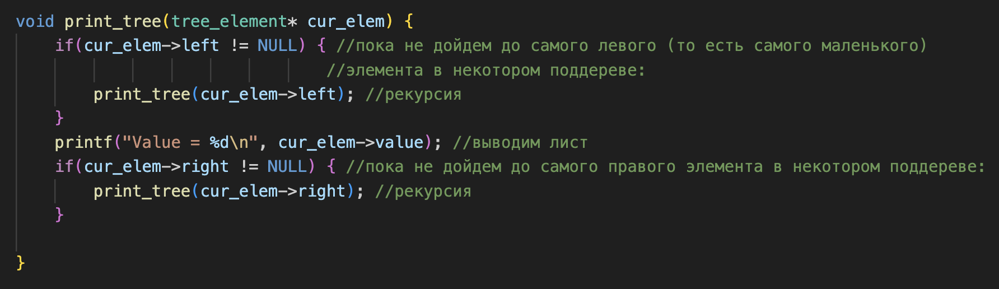 void print_tree(tree_element* cur_elem) {
if(cur_elem->left != NULL) { //пока не дойдем до самого левого (то есть самого маленького)
//элемента в некотором поддереве:
print_tree(cur_elem->left); //рекурсия
}
printf("Value = %d\n", cur_elem->value); //выводим лист
if(cur_elem->right != NULL) { //пока не дойдем до самого правого элемента в некотором поддереве:
print_tree(cur_elem->right); //рекурсия
}
}